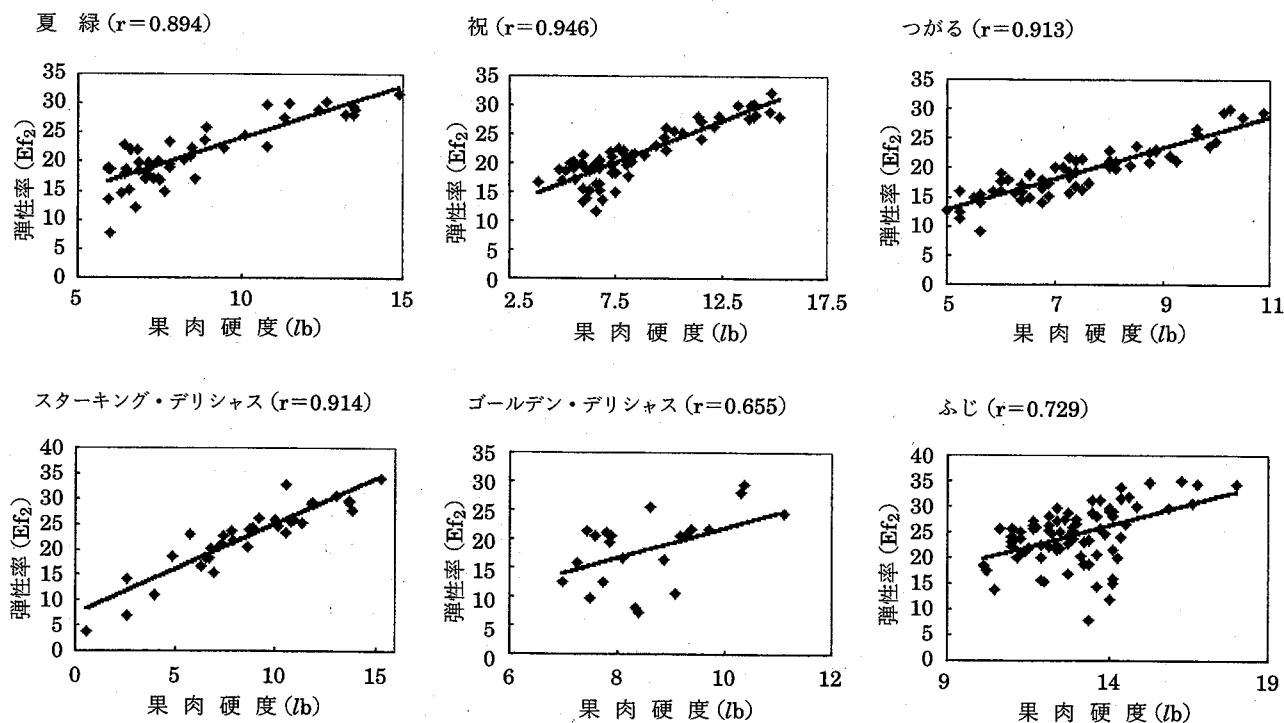 夏 緑 (r=0.894)
弾性率 (Ef₂)
35
30
25
20
15
10
5
0
5 10 15
果 肉 硬 度 (lb)
祝 (r=0.946)
弾性率 (Ef₂)
35
30
25
20
15
10
5
0
2.5 7.5 12.5 17.5
果 肉 硬 度 (lb)
つがる (r=0.913)
弾性率 (Ef₂)
35
30
25
20
15
10
5
0
5 7 9 11
果 肉 硬 度 (lb)
スターキング・デリシャス (r=0.914)
弾性率 (Ef₂)
40
35
30
25
20
15
10
5
0
0 5 10 15
果 肉 硬 度 (lb)
ゴールデン・デリシャス (r=0.655)
弾性率 (Ef₂)
35
30
25
20
15
10
5
0
6 8 10 12
果 肉 硬 度 (lb)
ふじ (r=0.729)
弾性率 (Ef₂)
40
35
30
25
20
15
10
5
0
9 14 19
果 肉 硬 度 (lb)